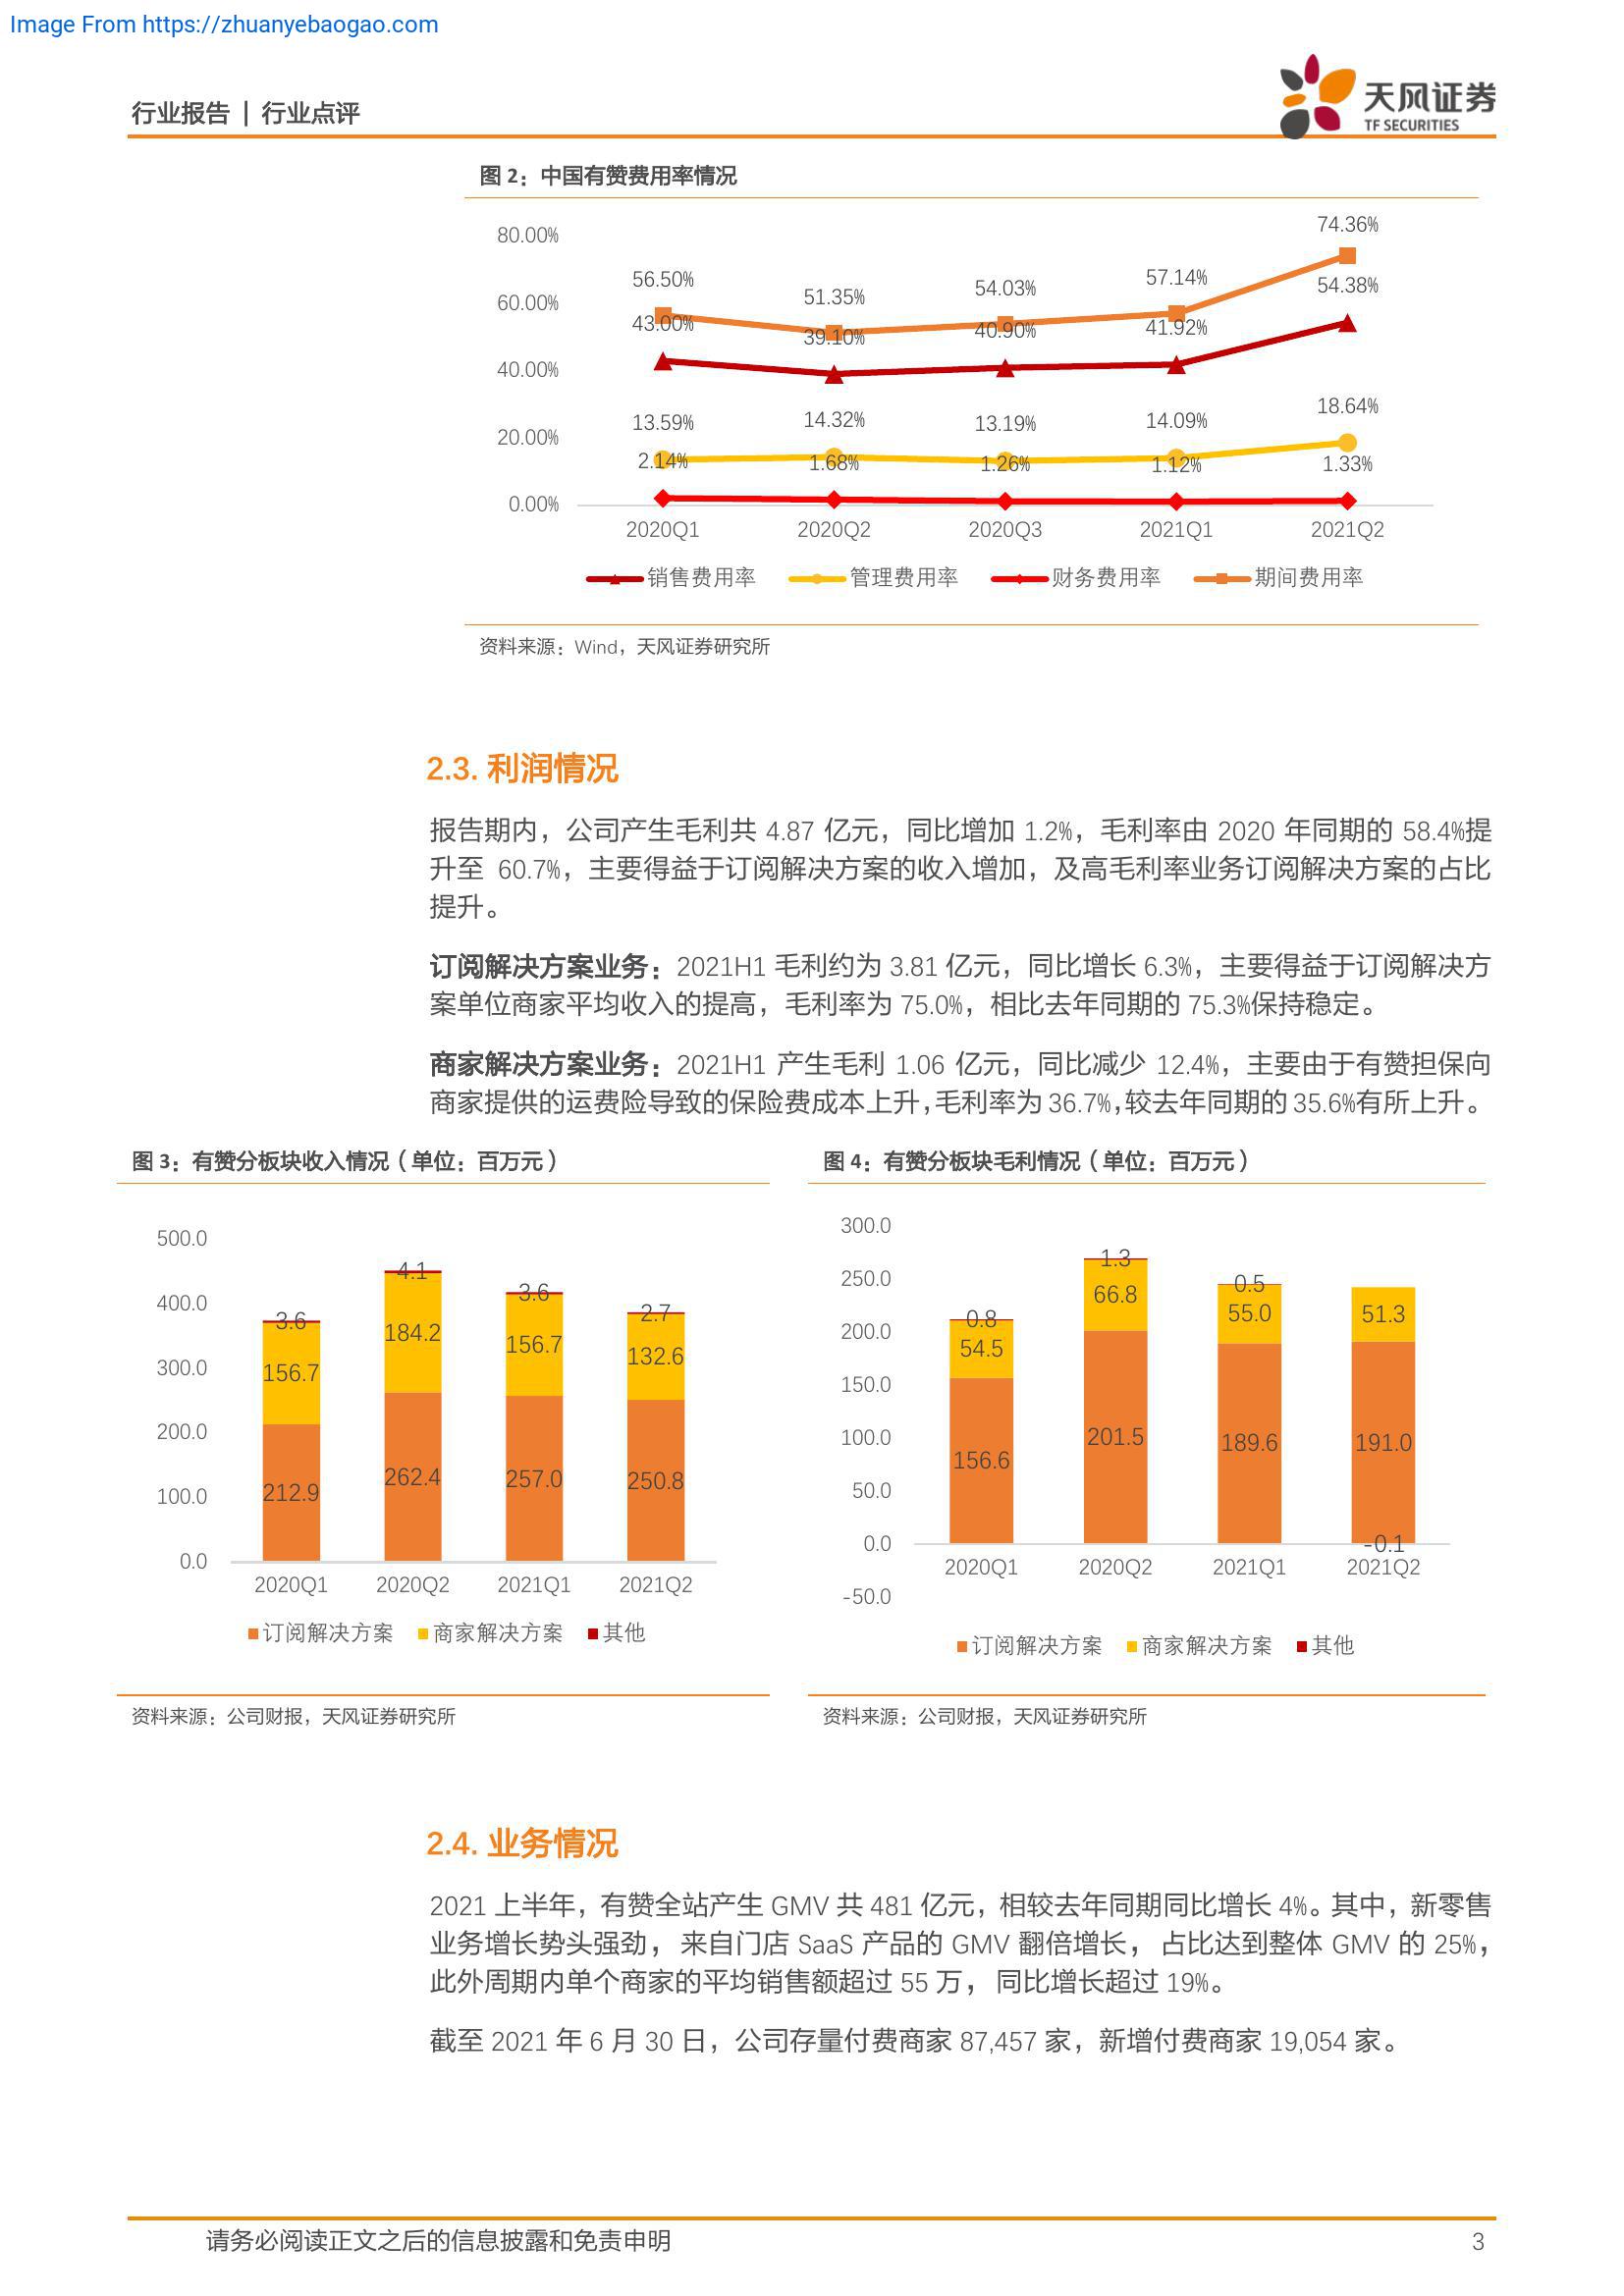 Image From https://zhuanyebaogao.com
行业报告 | 行业点评
天风证券
TF SECURITIES
图 2：中国有赞费用率情况
80.00%
60.00%
40.00%
20.00%
0.00%
56.50% 51.35% 54.03% 57.14% 74.36%
43.00% 39.10% 40.90% 41.92% 54.38%
13.59% 14.32% 13.19% 14.09% 18.64%
2.14% 1.68% 1.26% 1.12% 1.33%
2020Q1 2020Q2 2020Q3 2021Q1 2021Q2
销售费用率 管理费用率 财务费用率 期间费用率
资料来源：Wind，天风证券研究所
2.3. 利润情况
报告期内，公司产生毛利共 4.87 亿元，同比增加 1.2%，毛利率由 2020 年同期的 58.4%提
升至 60.7%，主要得益于订阅解决方案的收入增加，及高毛利率业务订阅解决方案的占比
提升。
订阅解决方案业务：2021H1 毛利约为 3.81 亿元，同比增长 6.3%，主要得益于订阅解决方
案单位商家平均收入的提高，毛利率为 75.0%，相比去年同期的 75.3%保持稳定。
商家解决方案业务：2021H1 产生毛利 1.06 亿元，同比减少 12.4%，主要由于有赞担保向
商家提供的运费险导致的保险费成本上升，毛利率为 36.7%，较去年同期的 35.6%有所上升。
图 3：有赞分板块收入情况（单位：百万元）
500.0
400.0
300.0
200.0
100.0
0.0
3.6 4.1 3.6 2.7
156.7 184.2 156.7 132.6
212.9 262.4 257.0 250.8
2020Q1 2020Q2 2021Q1 2021Q2
订阅解决方案 商家解决方案 其他
资料来源：公司财报，天风证券研究所
图 4：有赞分板块毛利情况（单位：百万元）
300.0
250.0
200.0
150.0
100.0
50.0
0.0
-50.0
0.8 1.3 0.5 -0.1
54.5 66.8 55.0 51.3
156.6 201.5 189.6 191.0
2020Q1 2020Q2 2021Q1 2021Q2
订阅解决方案 商家解决方案 其他
资料来源：公司财报，天风证券研究所
2.4. 业务情况
2021 上半年，有赞全站产生 GMV 共 481 亿元，相较去年同期同比增长 4%。其中，新零售
业务增长势头强劲，来自门店 SaaS 产品的 GMV 翻倍增长，占比达到整体 GMV 的 25%，
此外周期内单个商家的平均销售额超过 55 万，同比增长超过 19%。
截至 2021 年 6 月 30 日，公司存量付费商家 87,457 家，新增付费商家 19,054 家。
请务必阅读正文之后的信息披露和免责申明
3